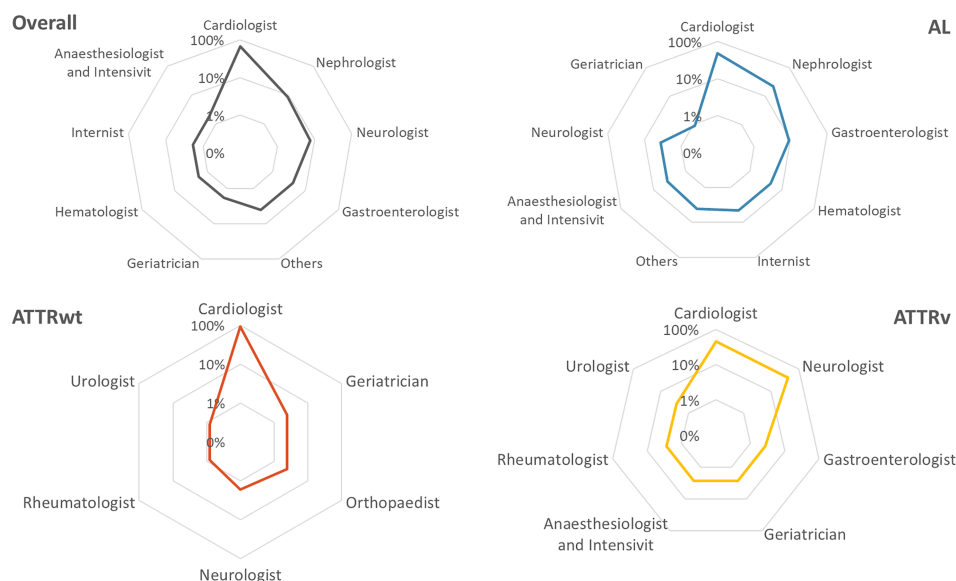 Overall
Cardiologist
100%
10%
1%
0%
Nephrologist
Neurologist
Gastroenterologist
Others
Geriatrician
Hematologist
Internist
Anaesthesiologist
and Intensivit
AL
Cardiologist
100%
10%
1%
0%
Nephrologist
Gastroenterologist
Hematologist
Internist
Others
Anaesthesiologist
and Intensivit
Neurologist
Geriatrician
ATTRwt
Cardiologist
100%
10%
1%
0%
Geriatrician
Orthopaedist
Neurologist
Rheumatologist
Urologist
ATTRv
Cardiologist
100%
10%
1%
0%
Neurologist
Gastroenterologist
Geriatrician
Anaesthesiologist
and Intensivit
Rheumatologist
Urologist